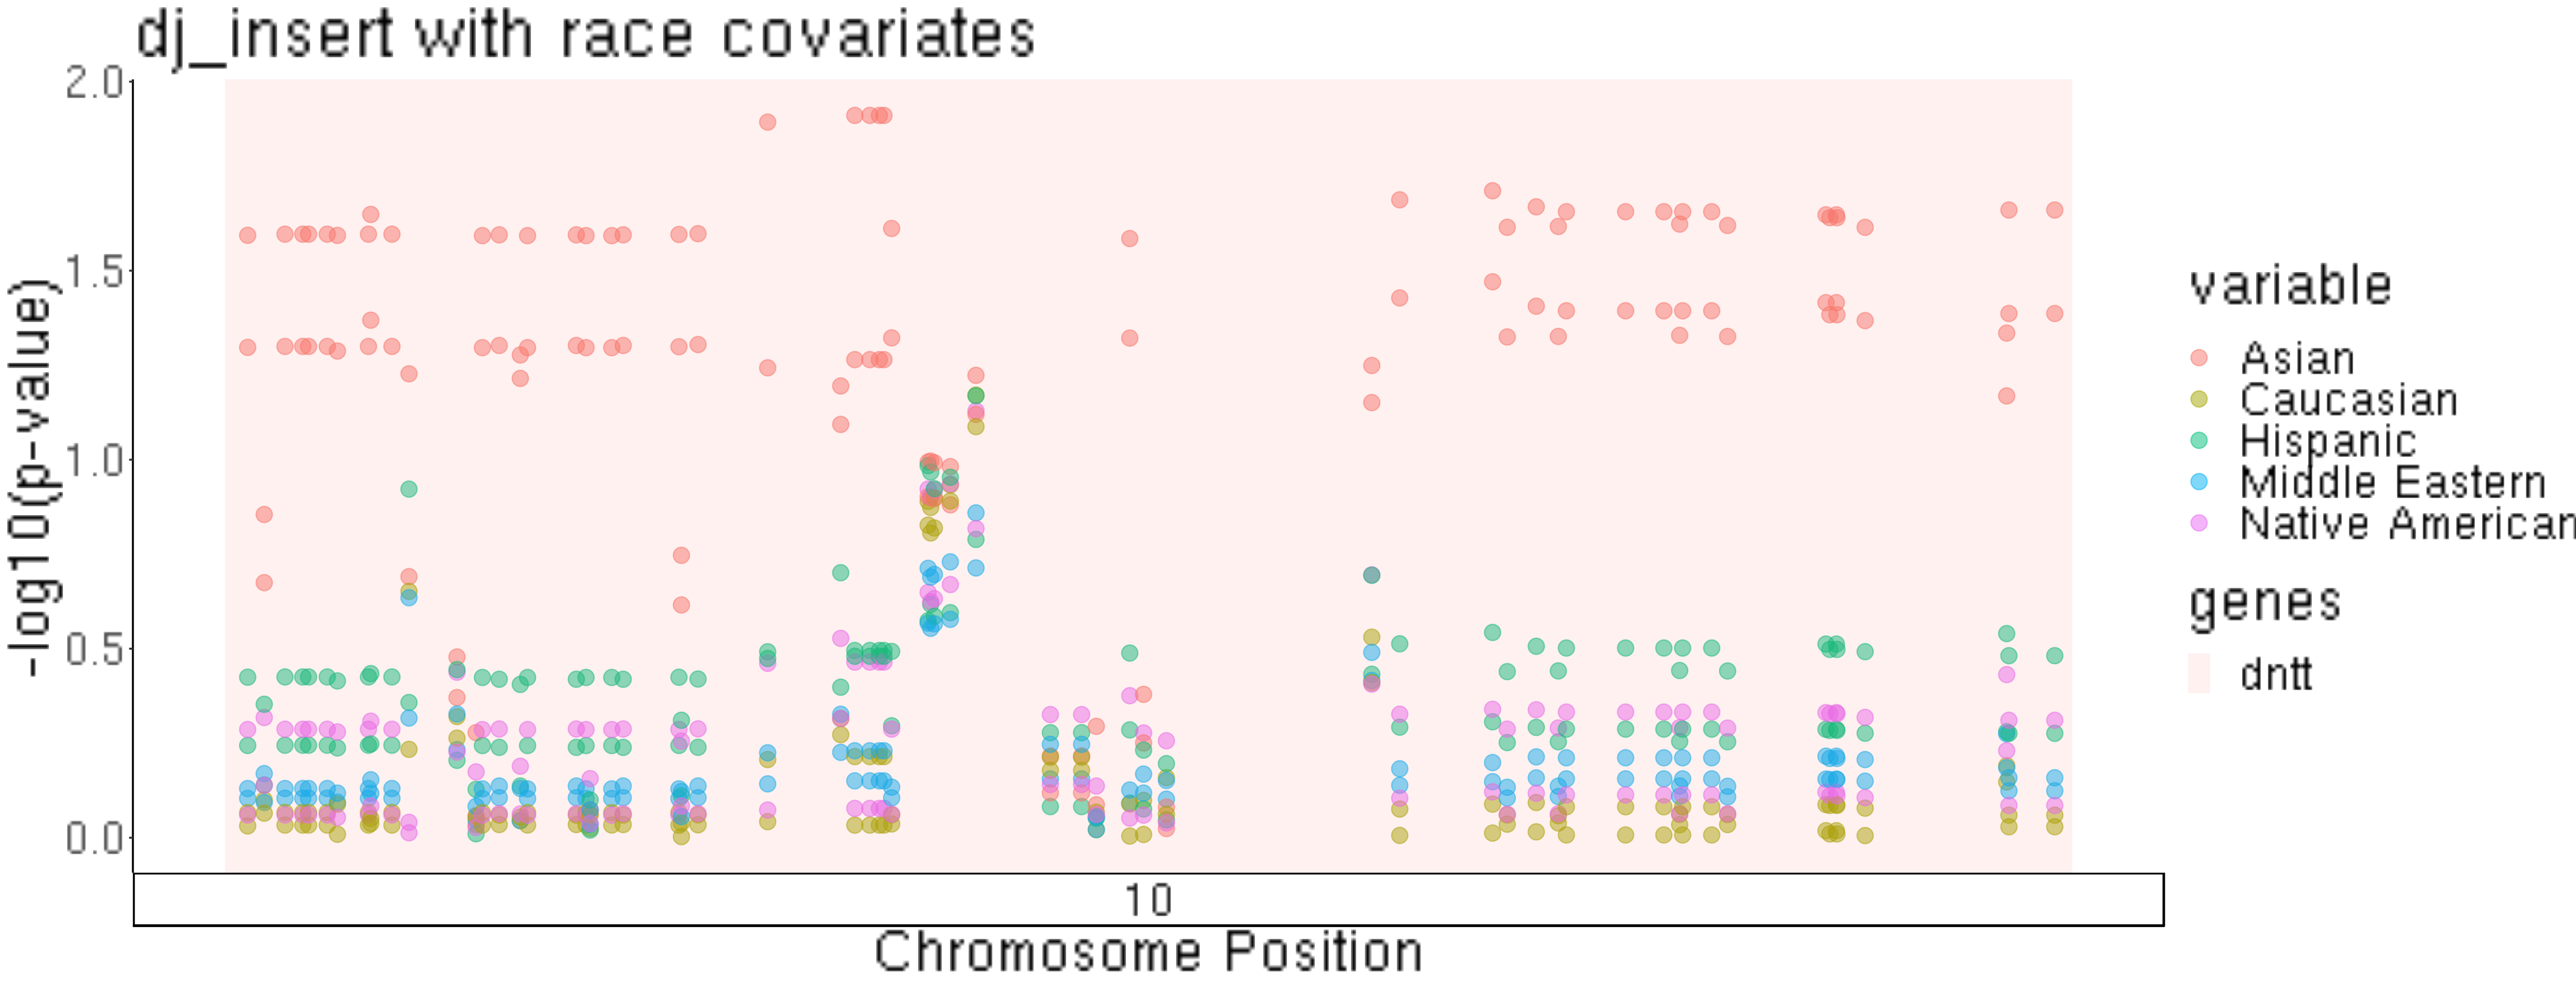 dj_insert with race covariates
2.0
1.5
1.0
0.5
0.0
-log10(p-value)
10
Chromosome Position
variable
Asian
Caucasian
Hispanic
Middle Eastern
Native American
genes
dntt